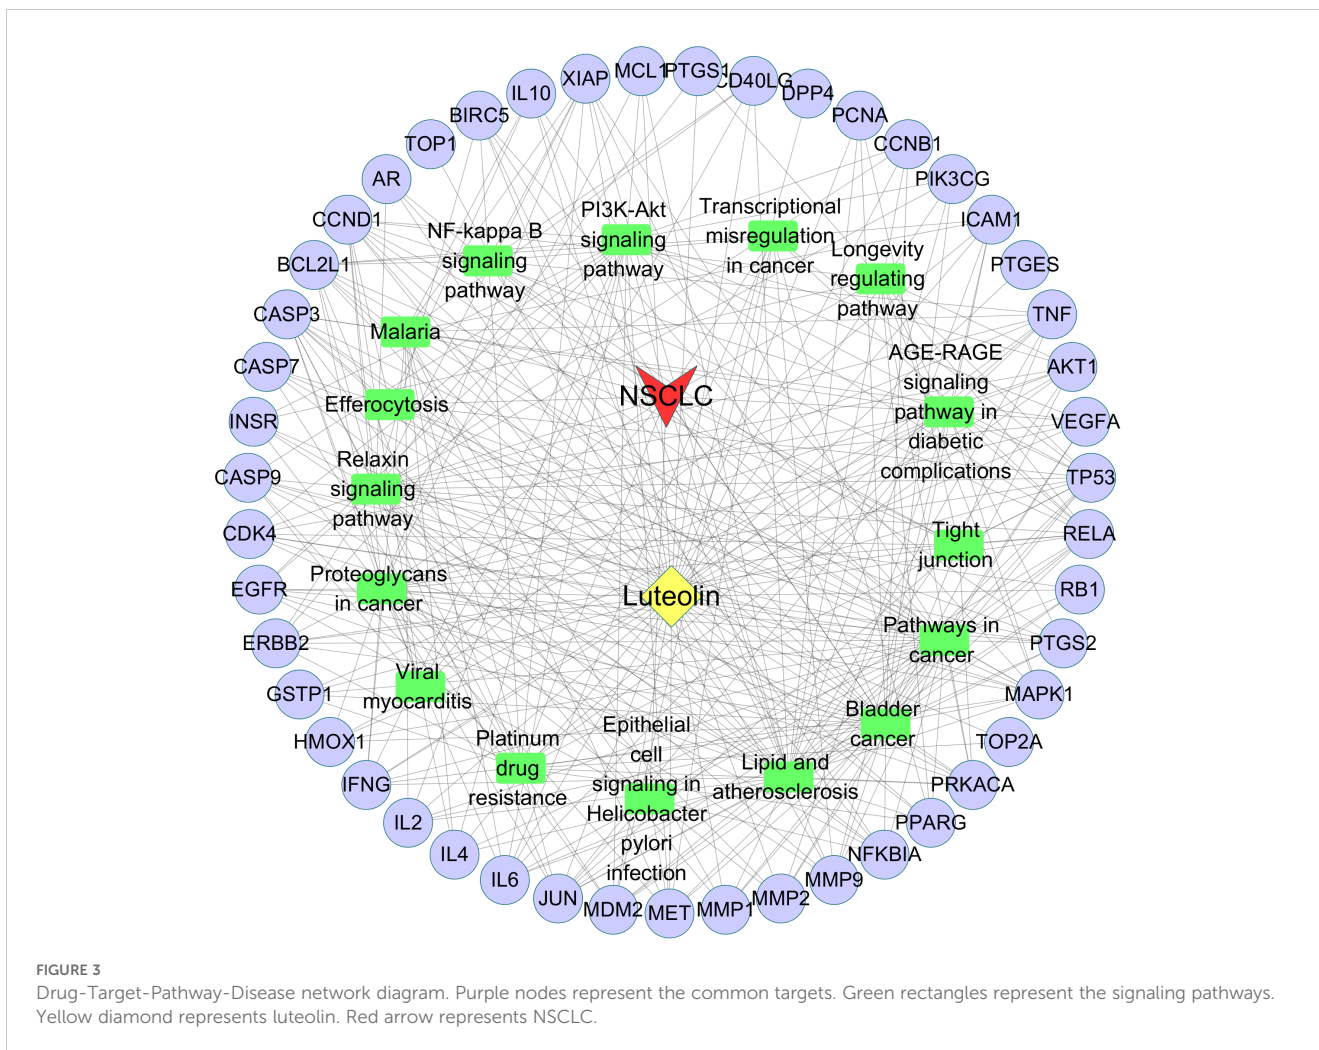 XIAP
MCL1
PTGS1
CD40LG
DPP4
IL10
BIRC5
PCNA
TOP1
CCNB1
AR
PIK3CG
CCND1
ICAM1
BCL2L1
PTGES
CASP3
TNF
CASP7
AKT1
INSR
VEGFA
CASP9
TP53
CDK4
RELA
EGFR
RB1
ERBB2
PTGS2
GSTP1
MAPK1
HMOX1
TOP2A
IFNG
PRKACA
IL2
PPARG
IL4
NFKBIA
IL6
MMP9
JUN
MDM2
MET
MMP1
MMP2
NF-kappa B
signaling
pathway
PI3K-Akt
signaling
pathway
Transcriptional
misregulation
in cancer
Longevity
regulating
pathway
Malaria
AGE-RAGE
signaling
pathway in
diabetic
complications
Efferocytosis
NSCLC
Relaxin
signaling
pathway
Tight
junction
Proteoglycans
in cancer
Luteolin
Pathways in
cancer
Viral
myocarditis
Bladder
cancer
Platinum
drug
resistance
Epithelial
cell
signaling in
Helicobacter
pylori
infection
Lipid and
atherosclerosis
FIGURE 3
Drug-Target-Pathway-Disease network diagram. Purple nodes represent the common targets. Green rectangles represent the signaling pathways.
Yellow diamond represents luteolin. Red arrow represents NSCLC.